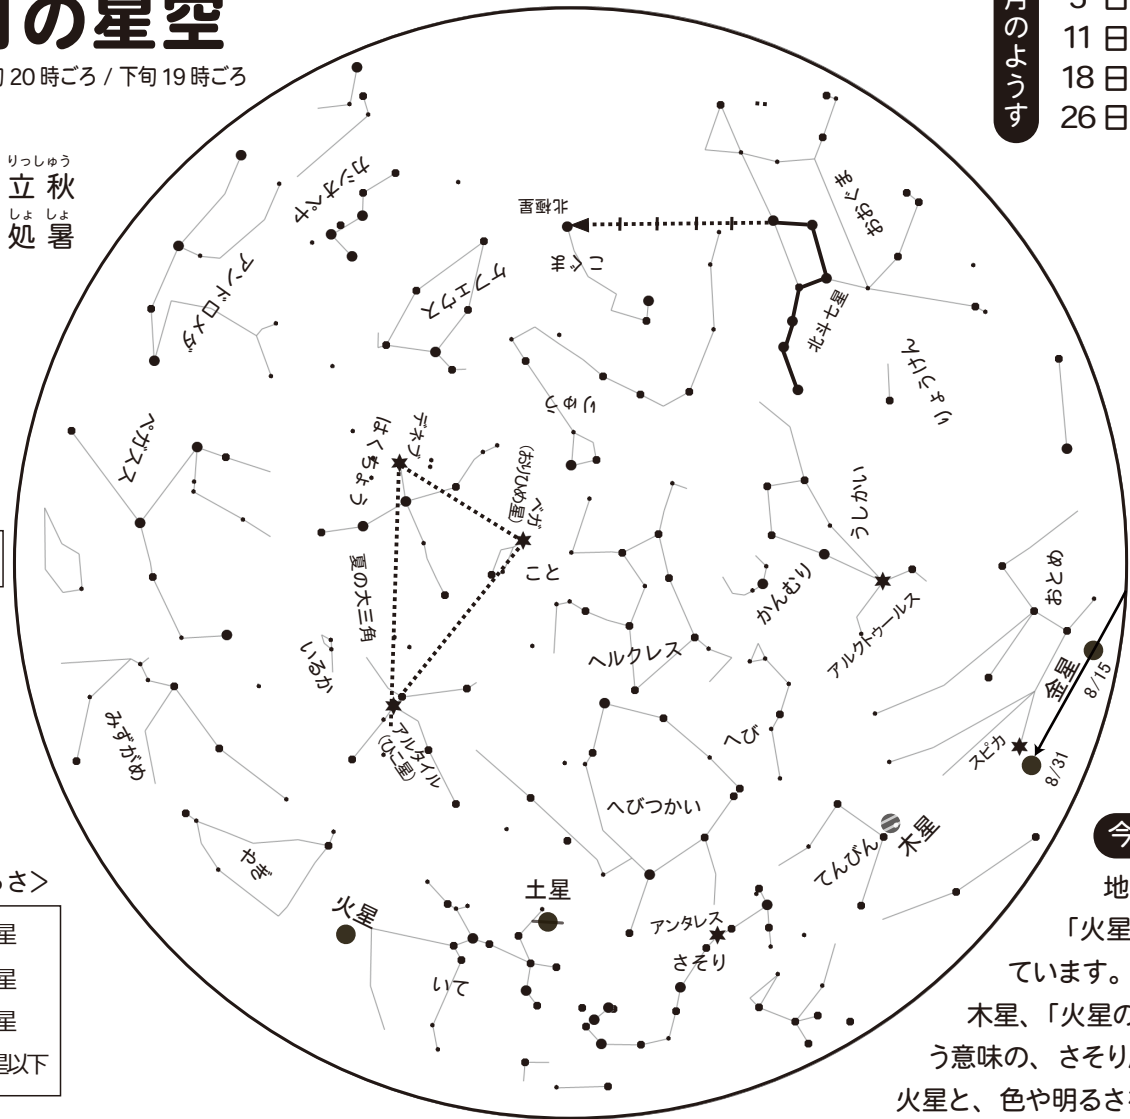 月の星空
旬20時ごろ / 下旬19時ごろ
りっしゅう
立秋
しょ しょ
処暑
月のようす
5日
11日
18日
26日
カシオペヤ
アンドロメダ
ケフェウス
北極星
こぐま
おおぐま
北斗七星
りょうけん
りゅう
ペガスス
はくちょう
デネブ
ベガ
(おりひめ星)
こと
夏の大三角
いるか
アルタイル
(ひこ星)
ヘルクレス
かんむり
うしかい
アルクトゥールス
おとめ
金星
8/15
スピカ
8/31
へび
へびつかい
てんびん
木星
みずがめ
やぎ
火星
土星
いて
アンタレス
さそり
るさ>
星
星
星
星以下
今
地
「火星
ています。
木星、「火星の
う意味の、さそり
火星と、色や明るさ